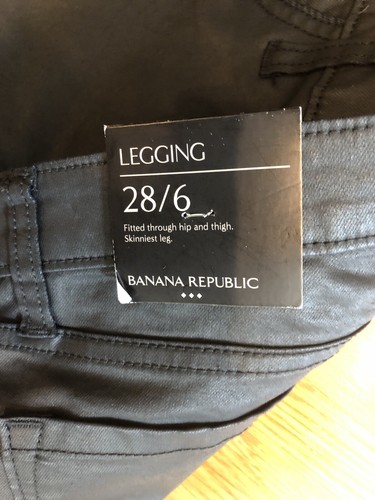 LEGGING
28/6
Fitted through hip and thigh.
Skinniest leg.
BANANA REPUBLIC